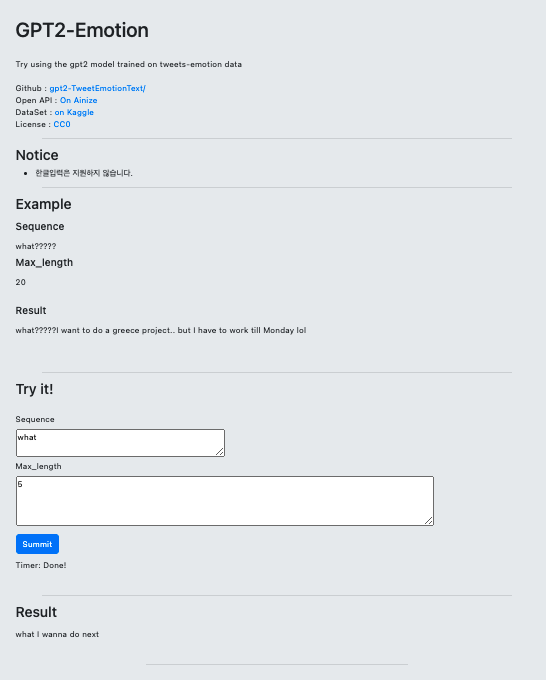 GPT2-Emotion
Try using the gpt2 model trained on tweets-emotion data
Github : gpt2-TweetEmotionText/
Open API : On Ainize
DataSet : on Kaggle
License : CC0
Notice
한글입력은 지원하지 않습니다.
Example
Sequence
what?????
Max_length
20
Result
what?????I want to do a greece project.. but I have to work till Monday lol
Try it!
Sequence
what
Max_length
5
Summit
Timer: Done!
Result
what I wanna do next